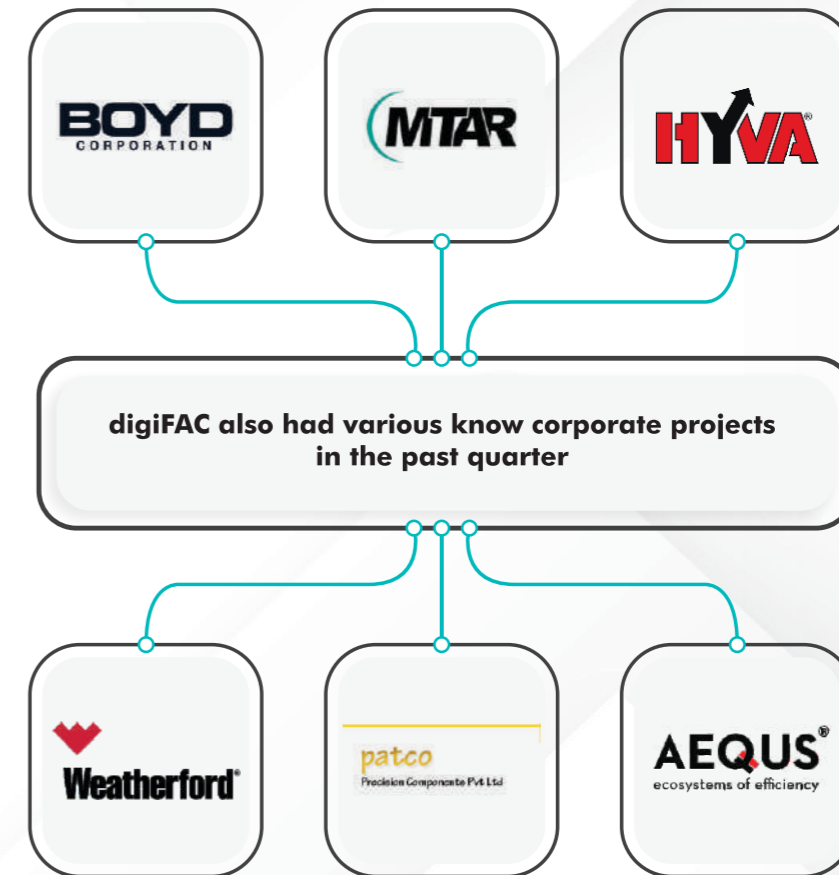 BOYD
CORPORATION
MTAR
HYVA®
digiFAC also had various know corporate projects
in the past quarter
Weatherford®
patco
Precision Components Pvt Ltd
AEQUS®
ecosystems of efficiency